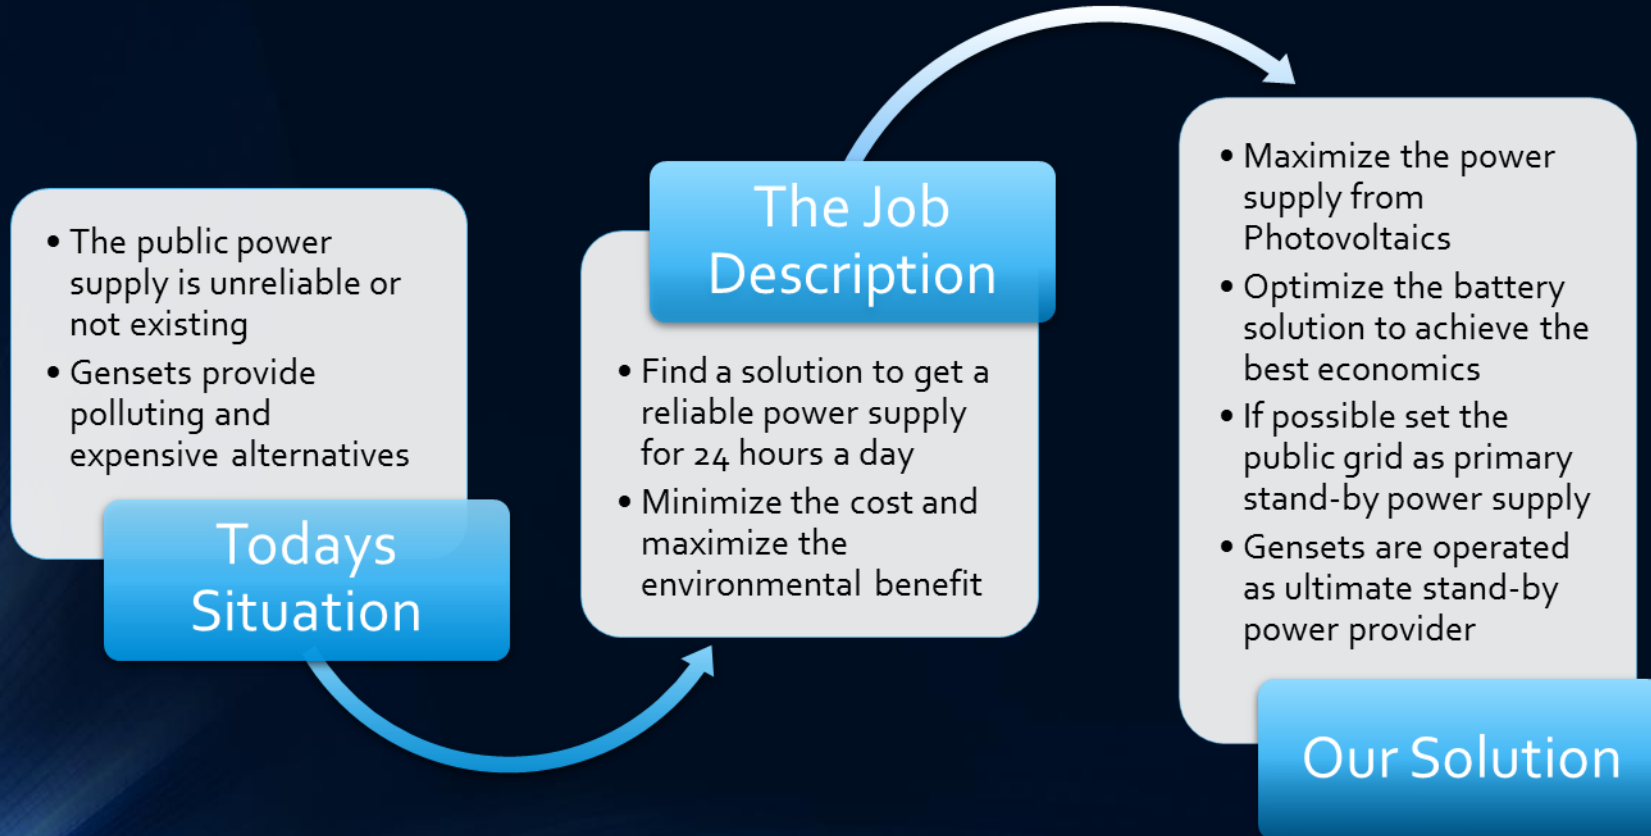 • The public power
supply is unreliable or
not existing
• Gensets provide
polluting and
expensive alternatives
Todays
Situation
The Job
Description
• Find a solution to get a
reliable power supply
for 24 hours a day
• Minimize the cost and
maximize the
environmental benefit
• Maximize the power
supply from
Photovoltaics
• Optimize the battery
solution to achieve the
best economics
• If possible set the
public grid as primary
stand-by power supply
• Gensets are operated
as ultimate stand-by
power provider
Our Solution